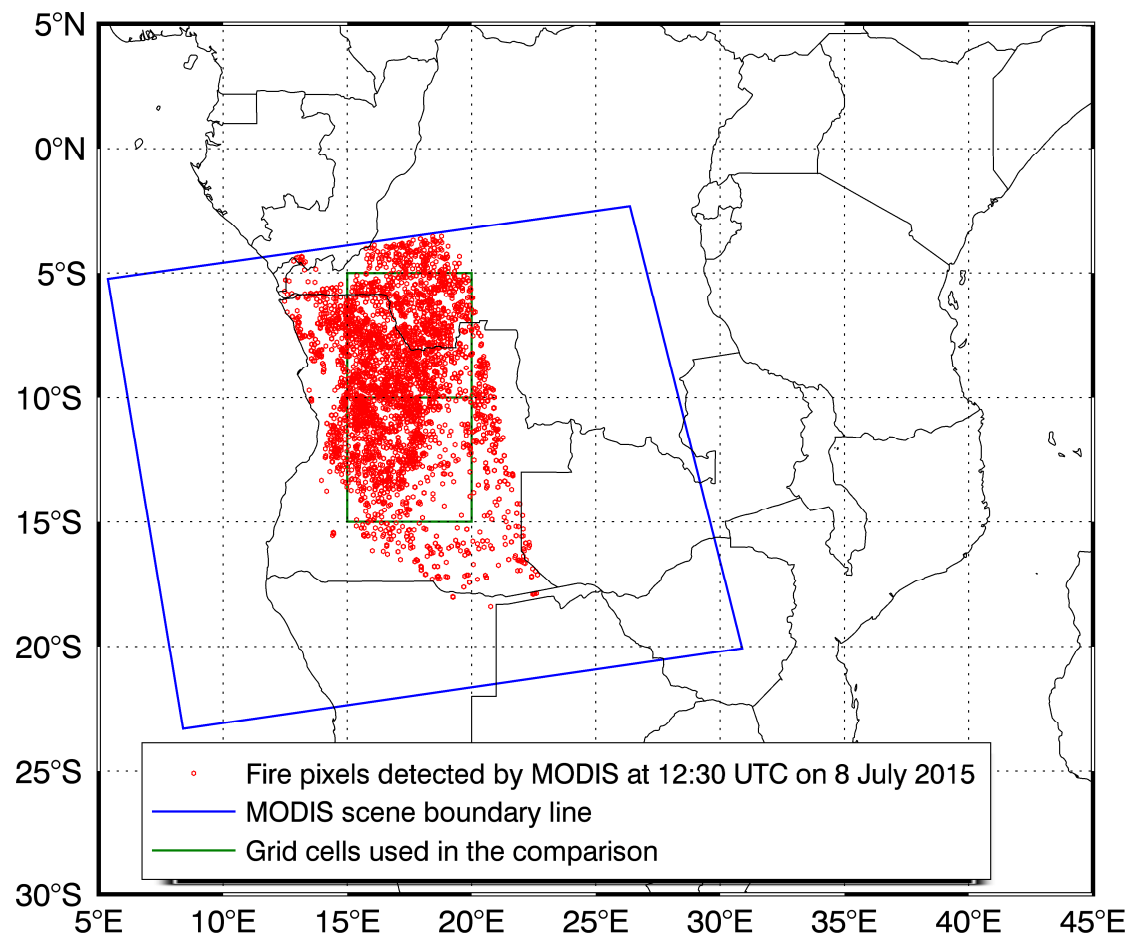 5°N
0°N
5°S
10°S
15°S
20°S
25°S
30°S
Fire pixels detected by MODIS at 12:30 UTC on 8 July 2015
MODIS scene boundary line
Grid cells used in the comparison
5°E 10°E 15°E 20°E 25°E 30°E 35°E 40°E 45°E